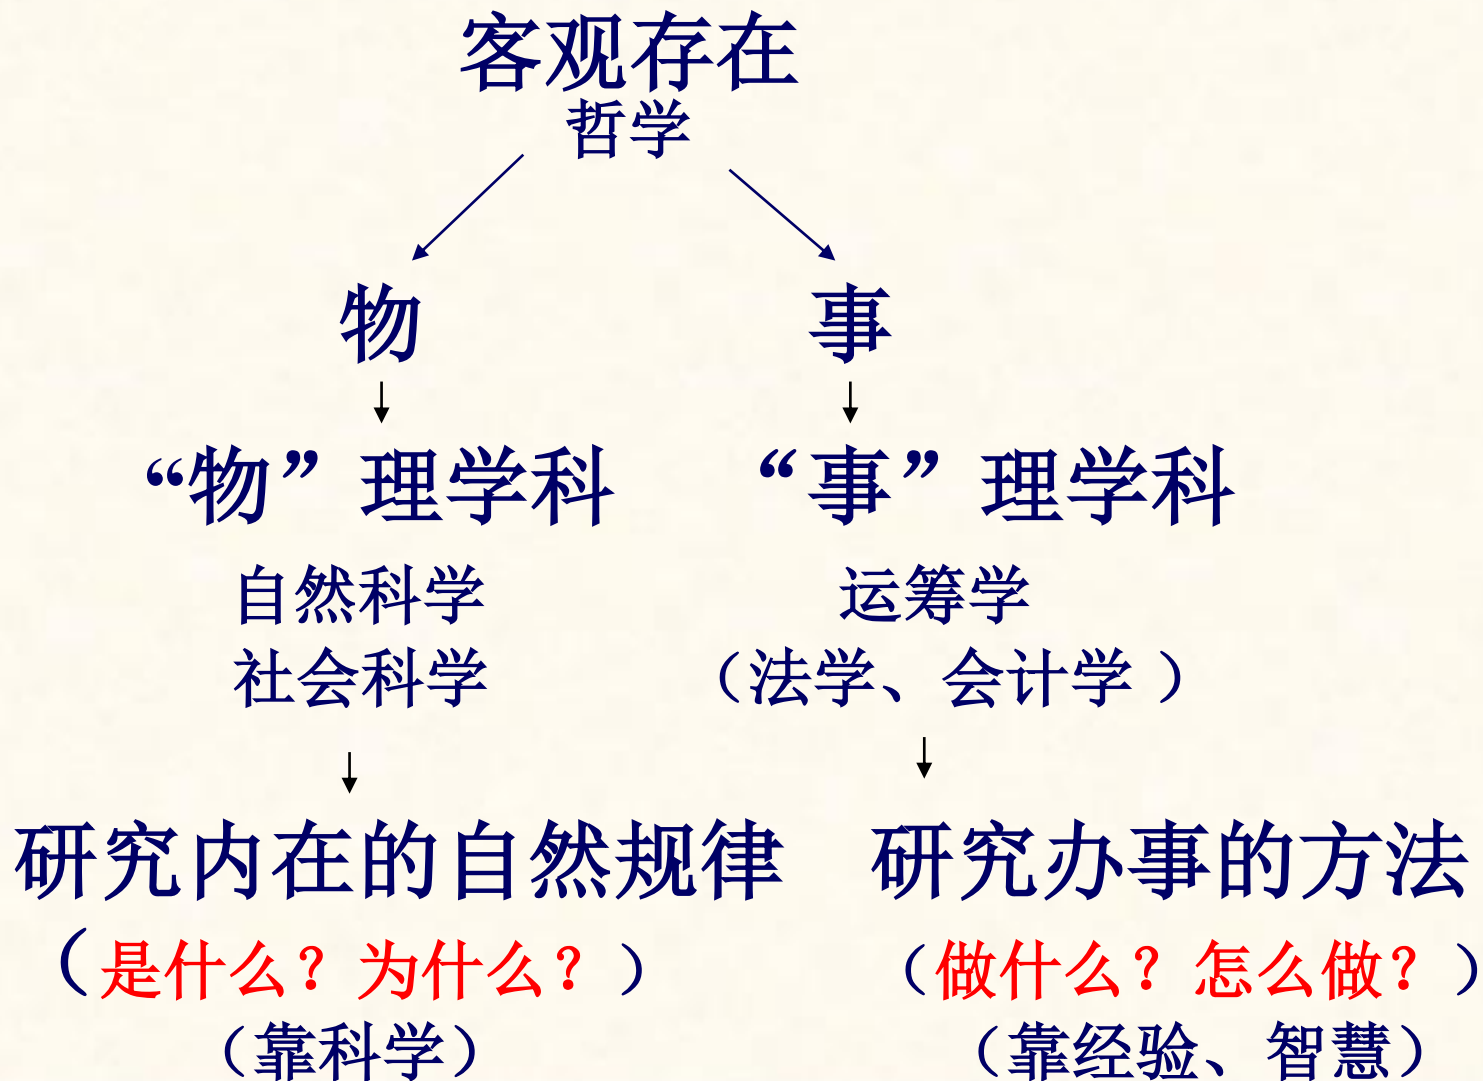 客观存在
哲学
物 事
“物”理学科 “事”理学科
自然科学 运筹学
社会科学 （法学、会计学 ）
研究内在的自然规律 研究办事的方法
（是什么？为什么？） （做什么？怎么做？）
（靠科学） （靠经验、智慧）